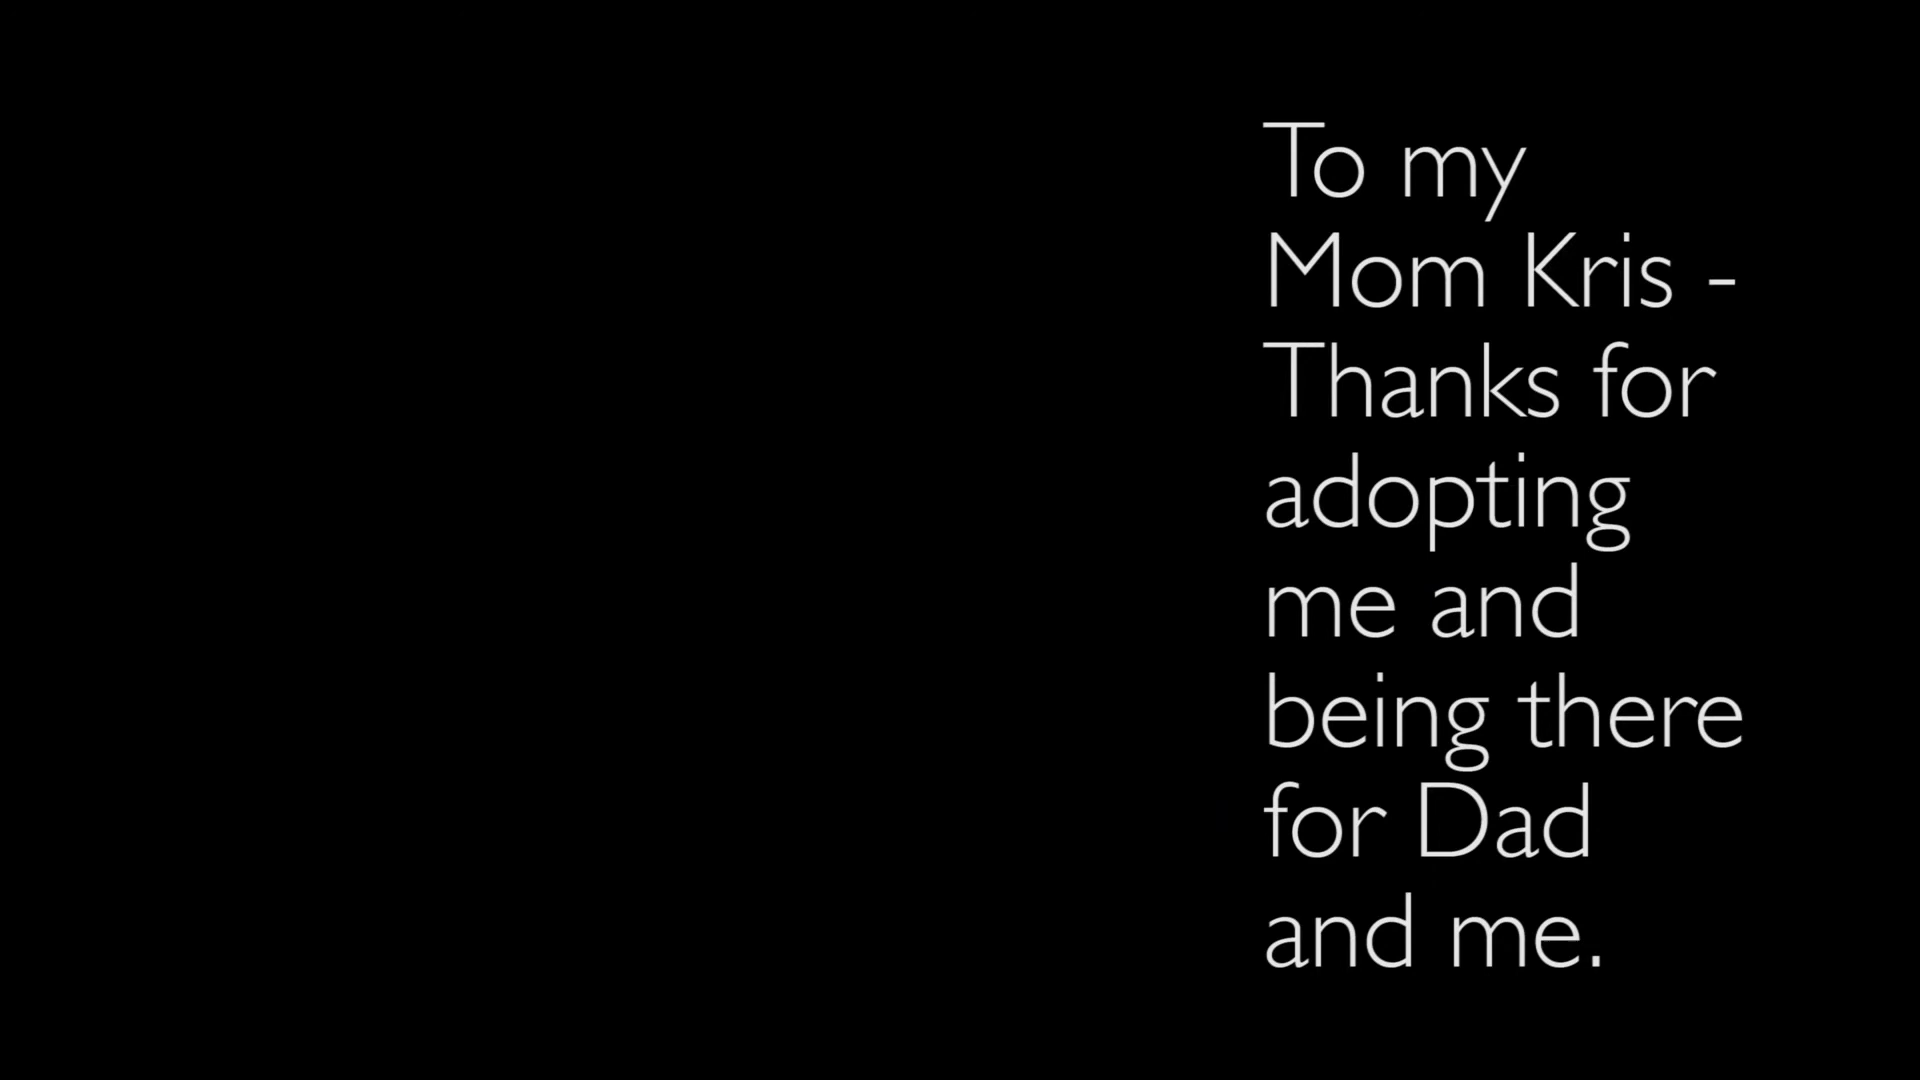 To my
Mom Kris -
Thanks for
adopting
me and
being there
for Dad
and me.